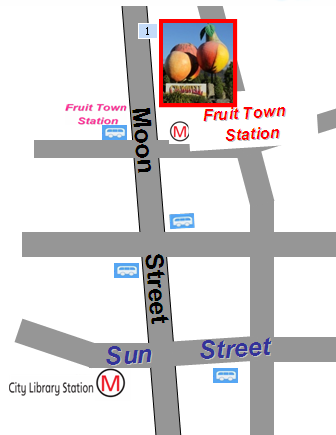 1
Fruit Town
Station
Fruit Town
Station
M
Moon
Street
Sun Street
City Library Station M